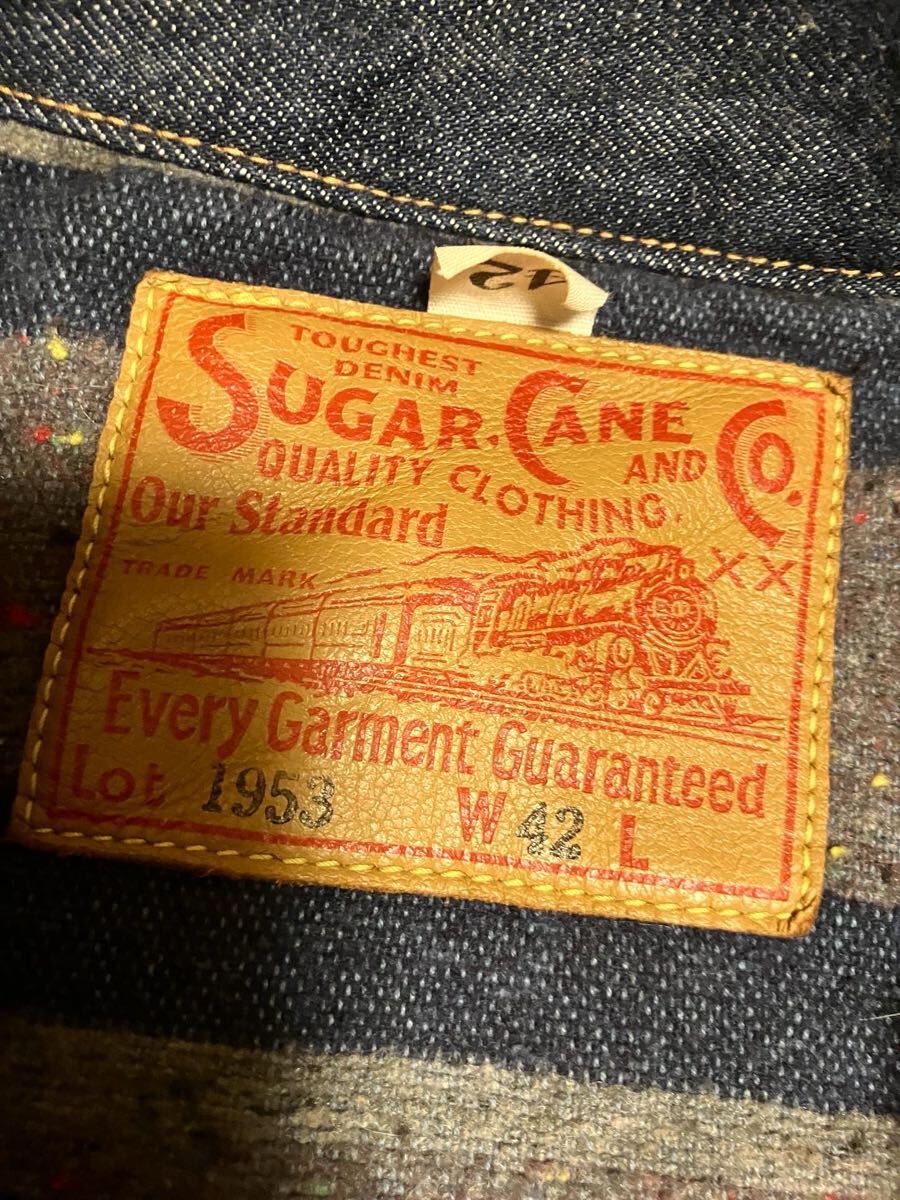 42
TOUGHEST
DENIM
SUGAR. CANE AND CO.
QUALITY CLOTHING.
Our Standard
XX
TRADE MARK
Every Garment Guaranteed
Lot 1953 W 42 L